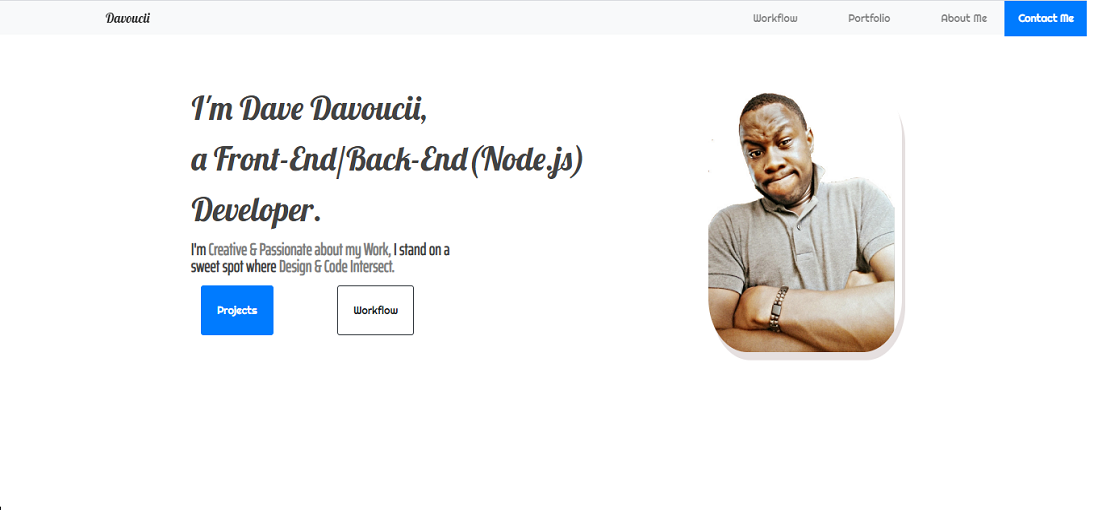 Davoucii
Workflow
Portfolio
About Me
Contact Me
I'm Dave Davoucii,
a Front-End/Back-End(Node.js)
Developer.
I'm Creative & Passionate about my Work, I stand on a
sweet spot where Design & Code Intersect.
Projects
Workflow